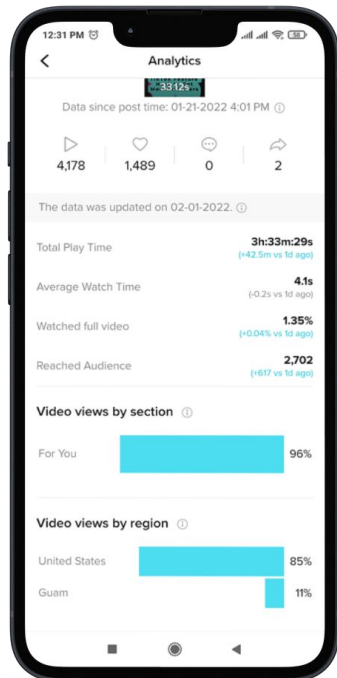 12:31 PM
58
Analytics
3312s
Data since post time: 01-21-2022 4:01 PM
4,178 1,489 0 2
The data was updated on 02-01-2022.
Total Play Time 3h:33m:29s
(+42.5m vs 1d ago)
Average Watch Time 4.1s
(-0.2s vs 1d ago)
Watched full video 1.35%
(+0.04% vs 1d ago)
Reached Audience 2,702
(+617 vs 1d ago)
Video views by section
For You 96%
Video views by region
United States 85%
Guam 11%